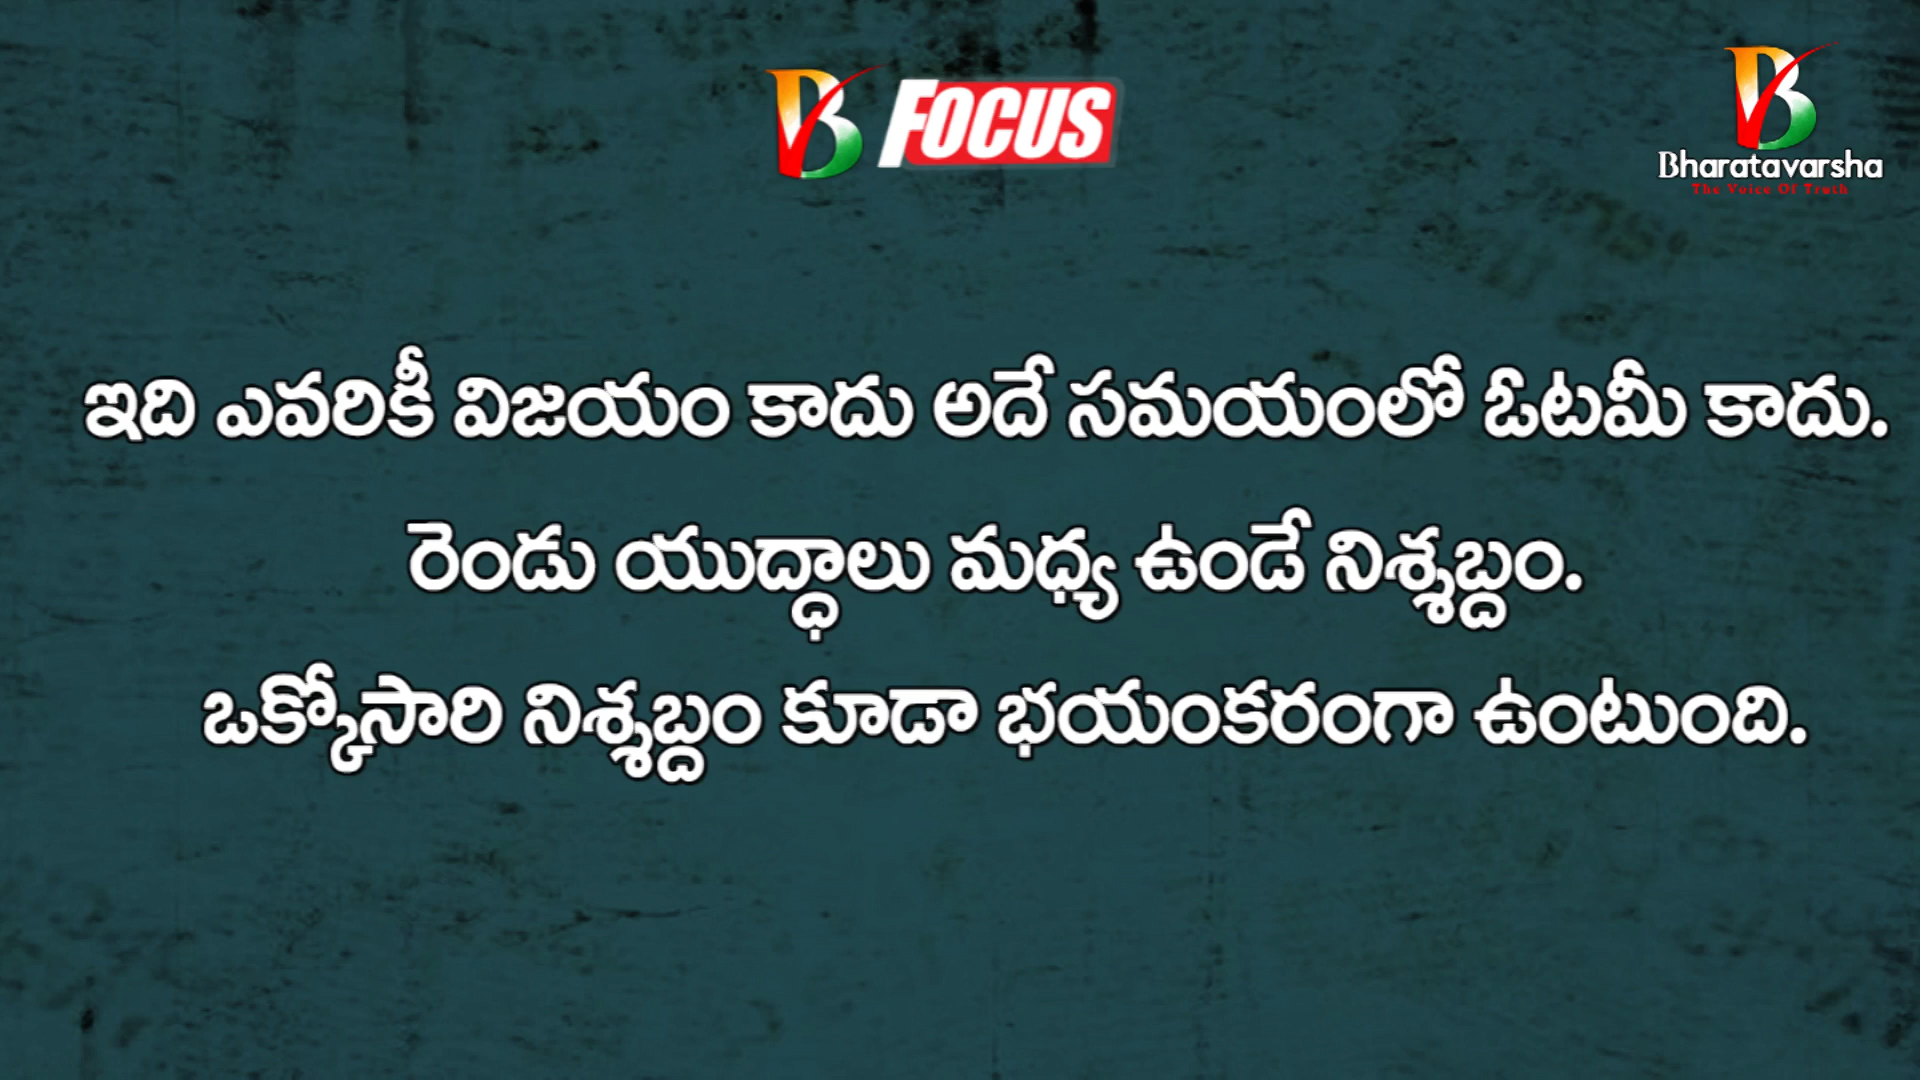 B FOCUS
Bharatavarsha
The Voice Of Truth
ఇది ఎవరికీ విజయం కాదు అదే సమయంలో ఓటమీ కాదు.
రెండు యుద్ధాలు మధ్య ఉండే నిశ్శబ్దం.
ఒక్కోసారి నిశ్శబ్దం కూడా భయంకరంగా ఉంటుంది.